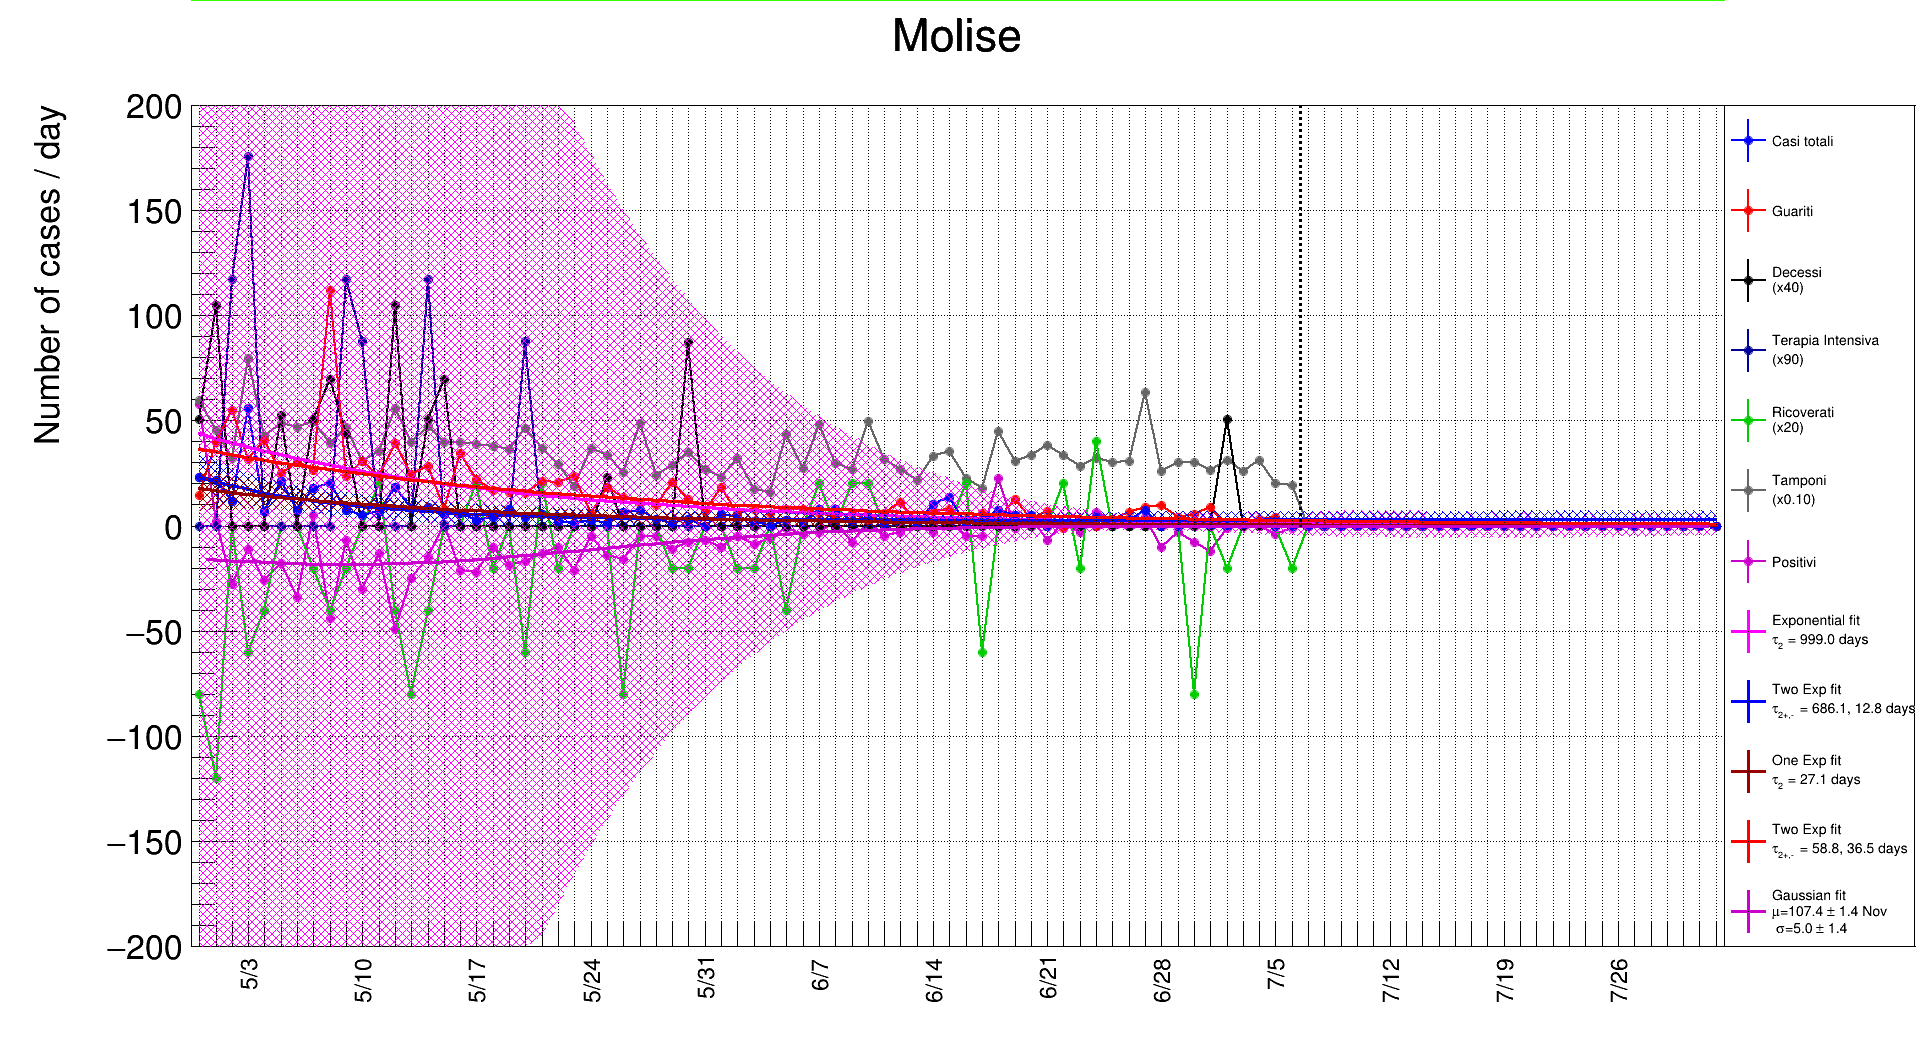 Molise
Number of cases / day
200
150
100
50
0
−50
−100
−150
−200
5/3
5/10
5/17
5/24
5/31
6/7
6/14
6/21
6/28
7/5
7/12
7/19
7/26
Casi totali
Guariti
Decessi
(x40)
Terapia Intensiva
(x90)
Ricoverati
(x20)
Tamponi
(x0.10)
Positivi
Exponential fit
τ2 = 999.0 days
Two Exp fit
τ2+,- = 686.1, 12.8 days
One Exp fit
τ2 = 27.1 days
Two Exp fit
τ2+,- = 58.8, 36.5 days
Gaussian fit
μ=107.4 ± 1.4 Nov
σ=5.0 ± 1.4